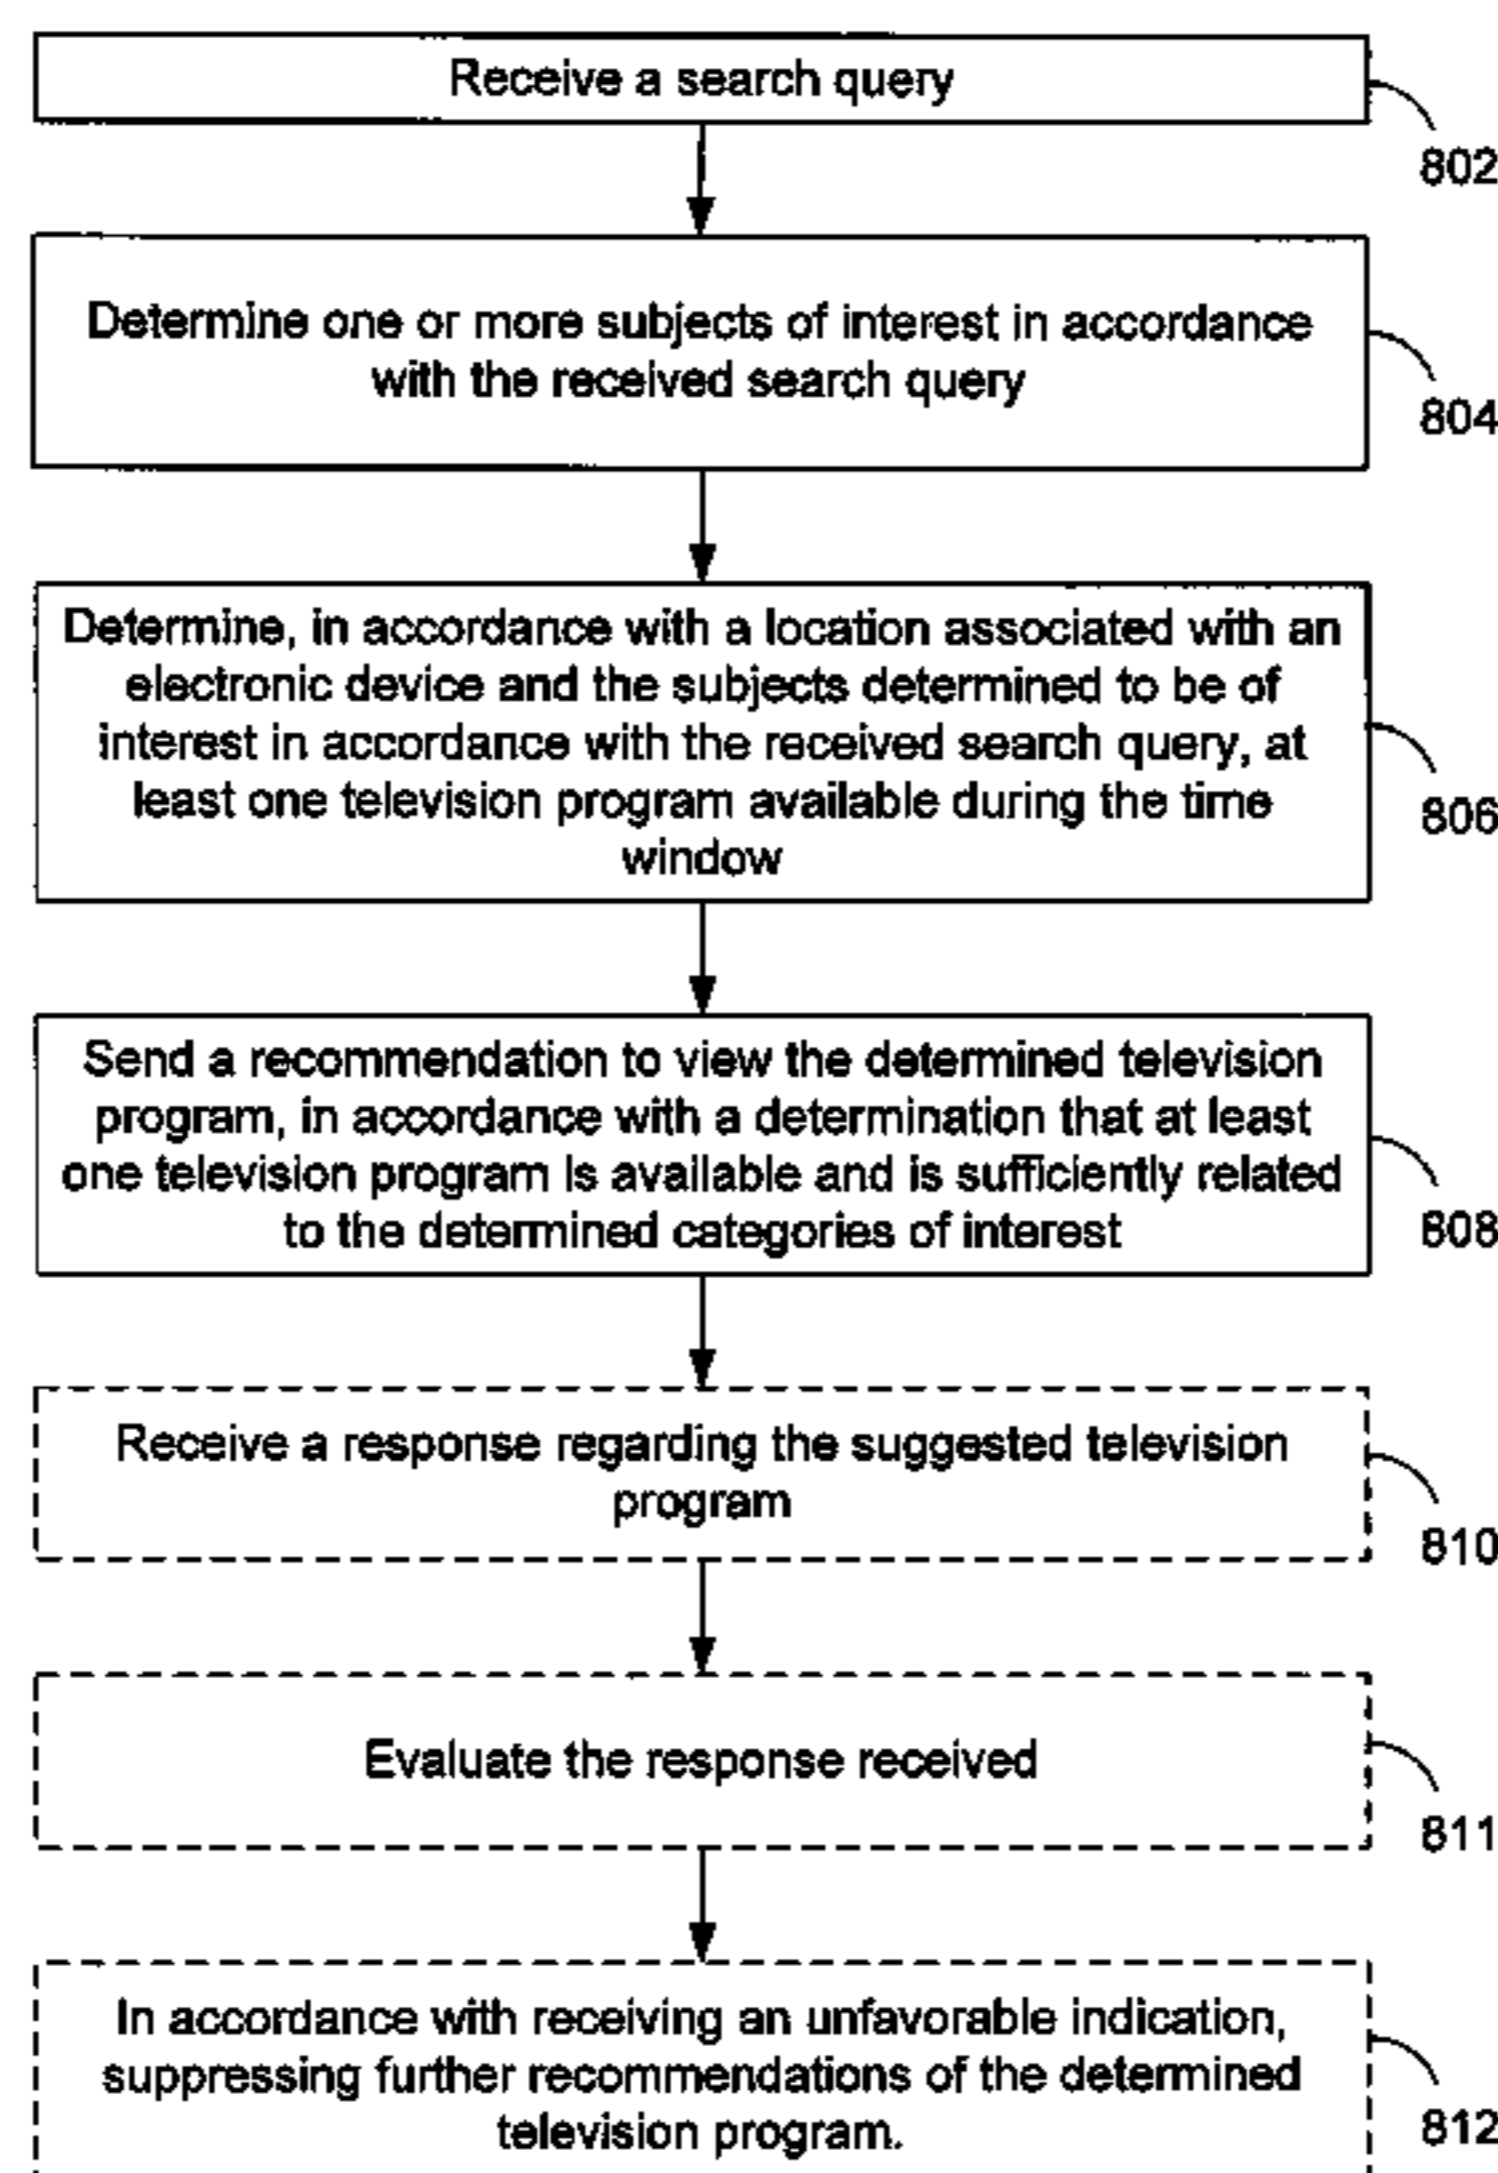 Receive a search query
802
Determine one or more subjects of interest in accordance
with the received search query
804
Determine, in accordance with a location associated with an
electronic device and the subjects determined to be of
interest in accordance with the received search query, at
least one television program available during the time
window
806
Send a recommendation to view the determined television
program, in accordance with a determination that at least
one television program is available and is sufficiently related
to the determined categories of interest
808
Receive a response regarding the suggested television
program
810
Evaluate the response received
811
In accordance with receiving an unfavorable indication,
suppressing further recommendations of the determined
television program.
812